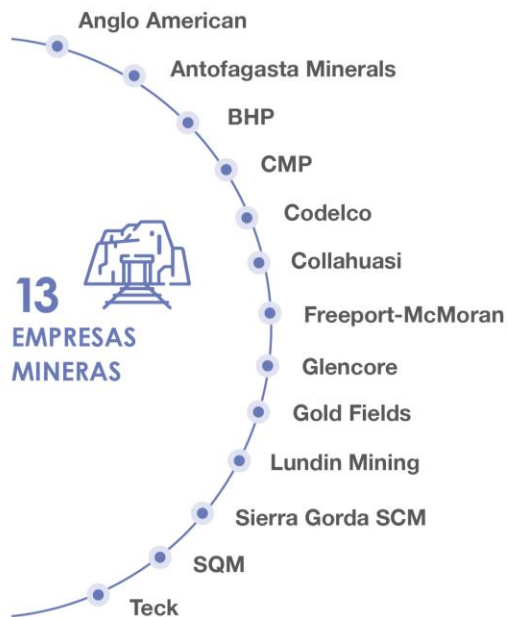 Anglo American
Antofagasta Minerals
BHP
CMP
Codelco
Collahuasi
Freeport-McMoran
Glencore
Gold Fields
Lundin Mining
Sierra Gorda SCM
SQM
Teck
13
EMPRESAS
MINERAS